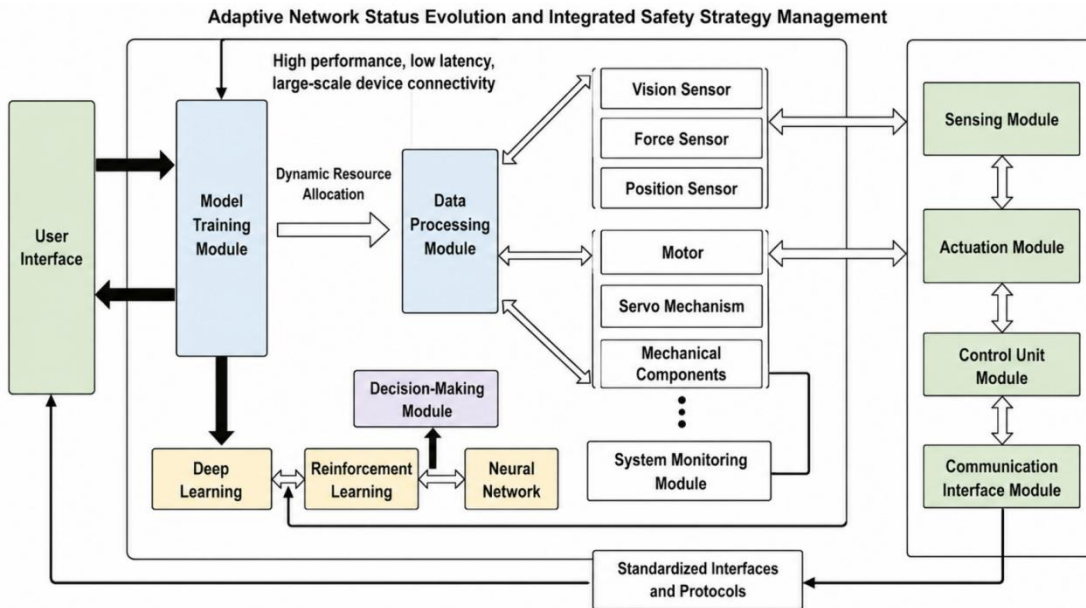 Adaptive Network Status Evolution and Integrated Safety Strategy Management
High performance, low latency,
large-scale device connectivity
User
Interface
Model
Training
Module
Dynamic Resource
Allocation
Data
Processing
Module
Vision Sensor
Force Sensor
Position Sensor
Motor
Servo Mechanism
Mechanical
Components
System Monitoring
Module
Decision-Making
Module
Deep
Learning
Reinforcement
Learning
Neural
Network
Sensing Module
Actuation Module
Control Unit
Module
Communication
Interface Module
Standardized Interfaces
and Protocols